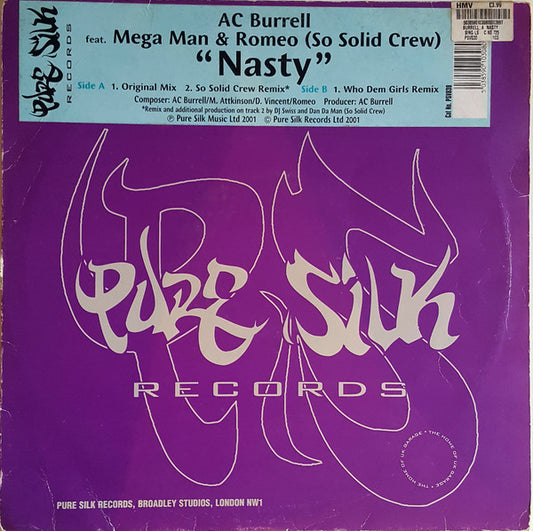 PURE SILK
RECORDS
AC Burrell
feat. Mega Man & Romeo (So Solid Crew)
“Nasty”
Side A 1. Original Mix 2. So Solid Crew Remix* Side B 1. Who Dem Girls Remix
Composer: AC Burrell/M. Attkinson/D. Vincent/Romeo Producer: AC Burrell
*Remix and additional production on track 2 by DJ Swiss and Dan Da Man (So Solid Crew)
℗ Pure Silk Music Ltd 2001 © Pure Silk Records Ltd 2001
HMV £3.99
BURRELL A NASTY
PURE SILK
RECORDS
• THE HOME OF UK GARAGE • THE HOME OF UK GARAGE
PURE SILK RECORDS, BROADLEY STUDIOS, LONDON NW1